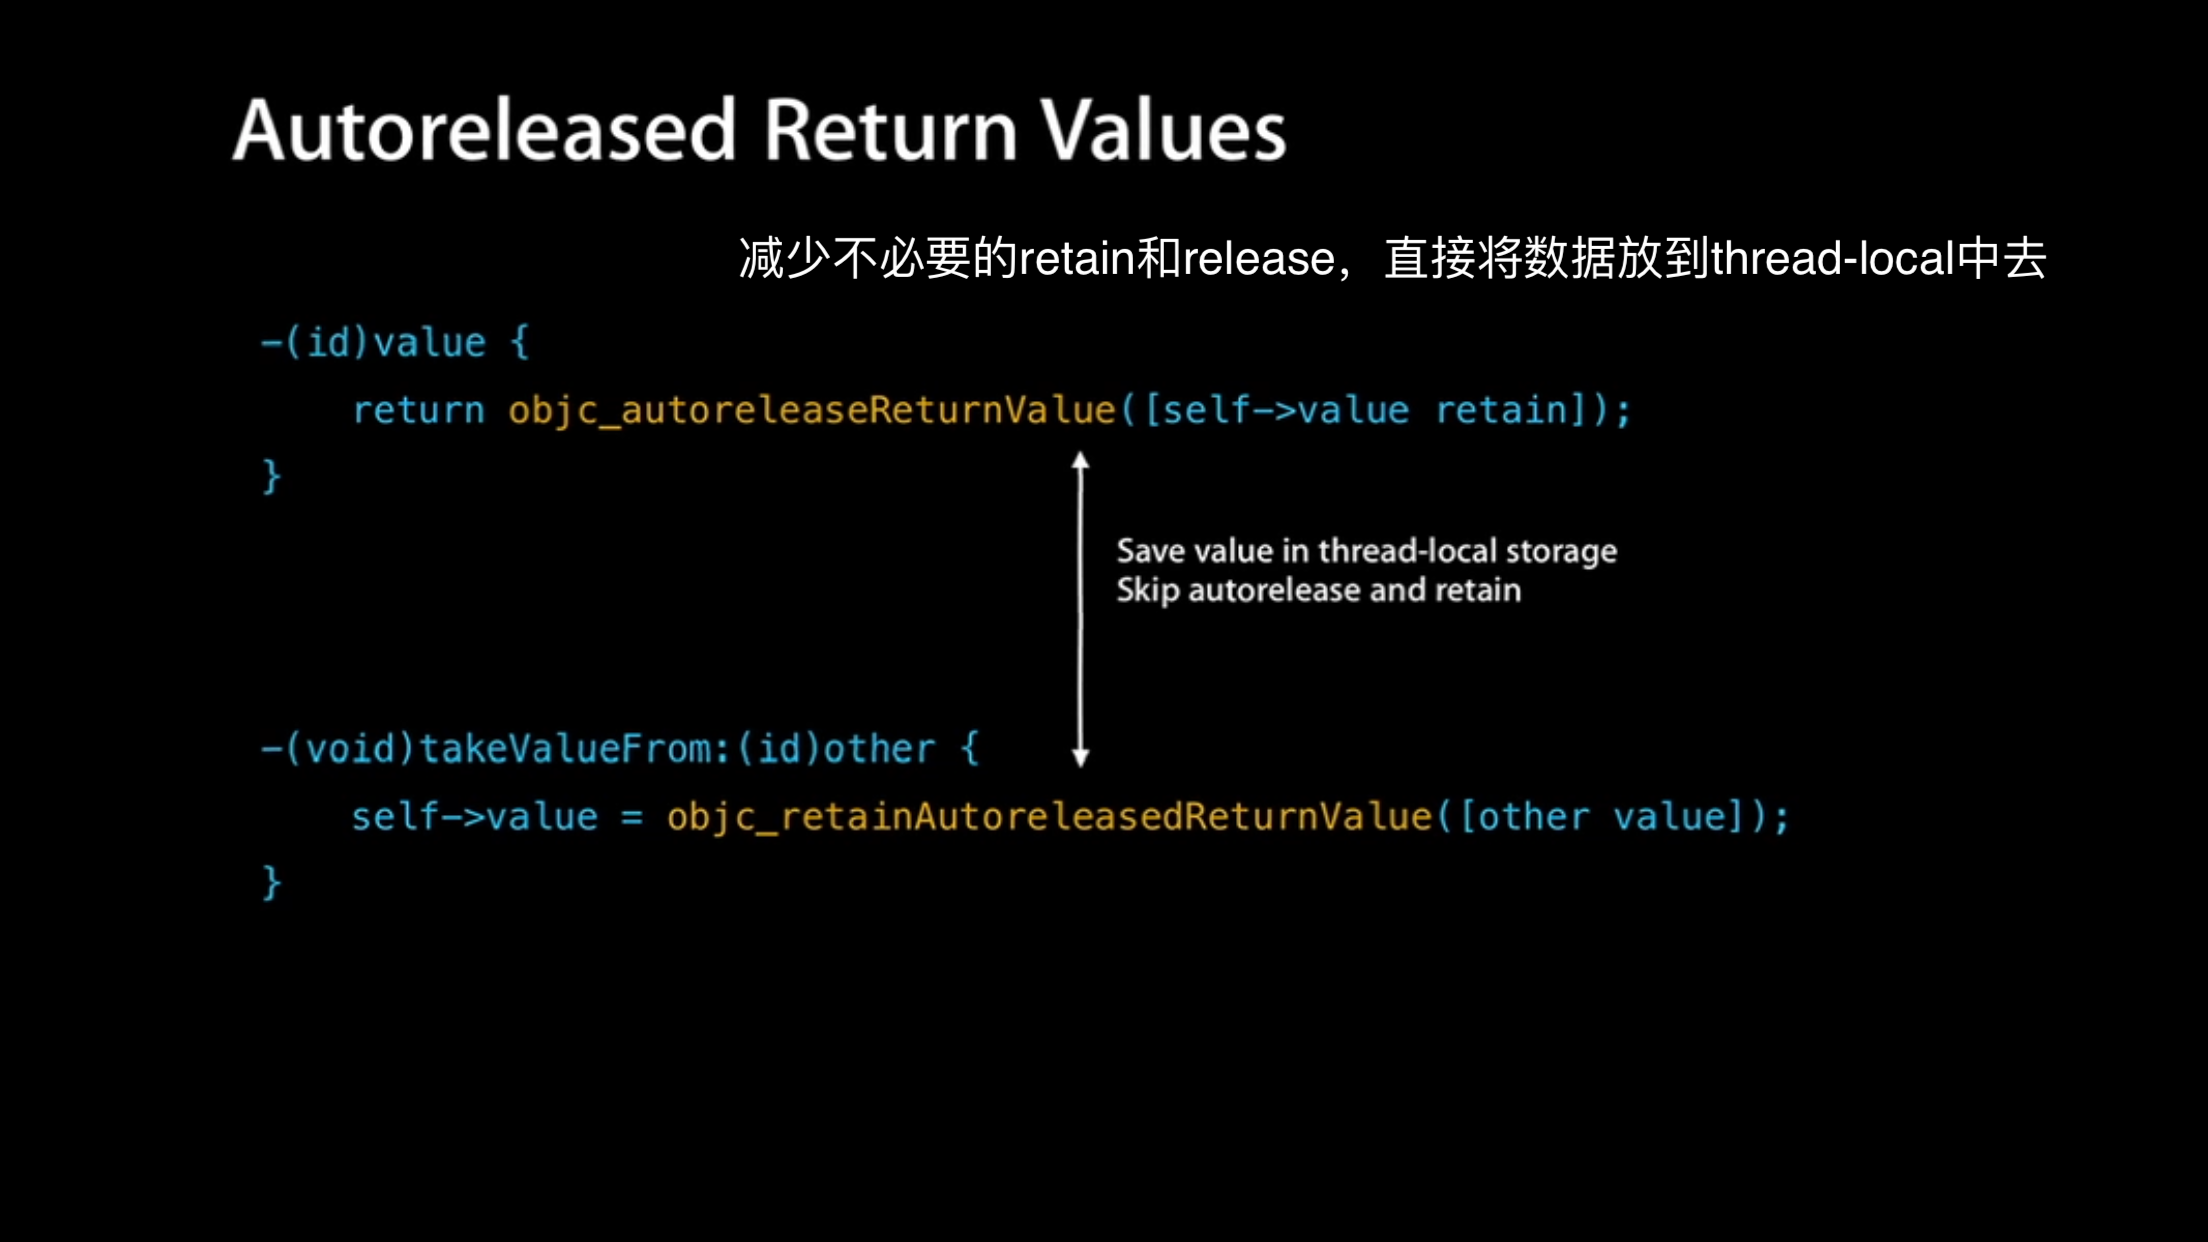 Autoreleased Return Values
减少不必要的retain和release，直接将数据放到thread-local中去
-(id)value {
return objc_autoreleaseReturnValue([self->value retain]);
}
Save value in thread-local storage
Skip autorelease and retain
-(void)takeValueFrom:(id)other {
self->value = objc_retainAutoreleasedReturnValue([other value]);
}